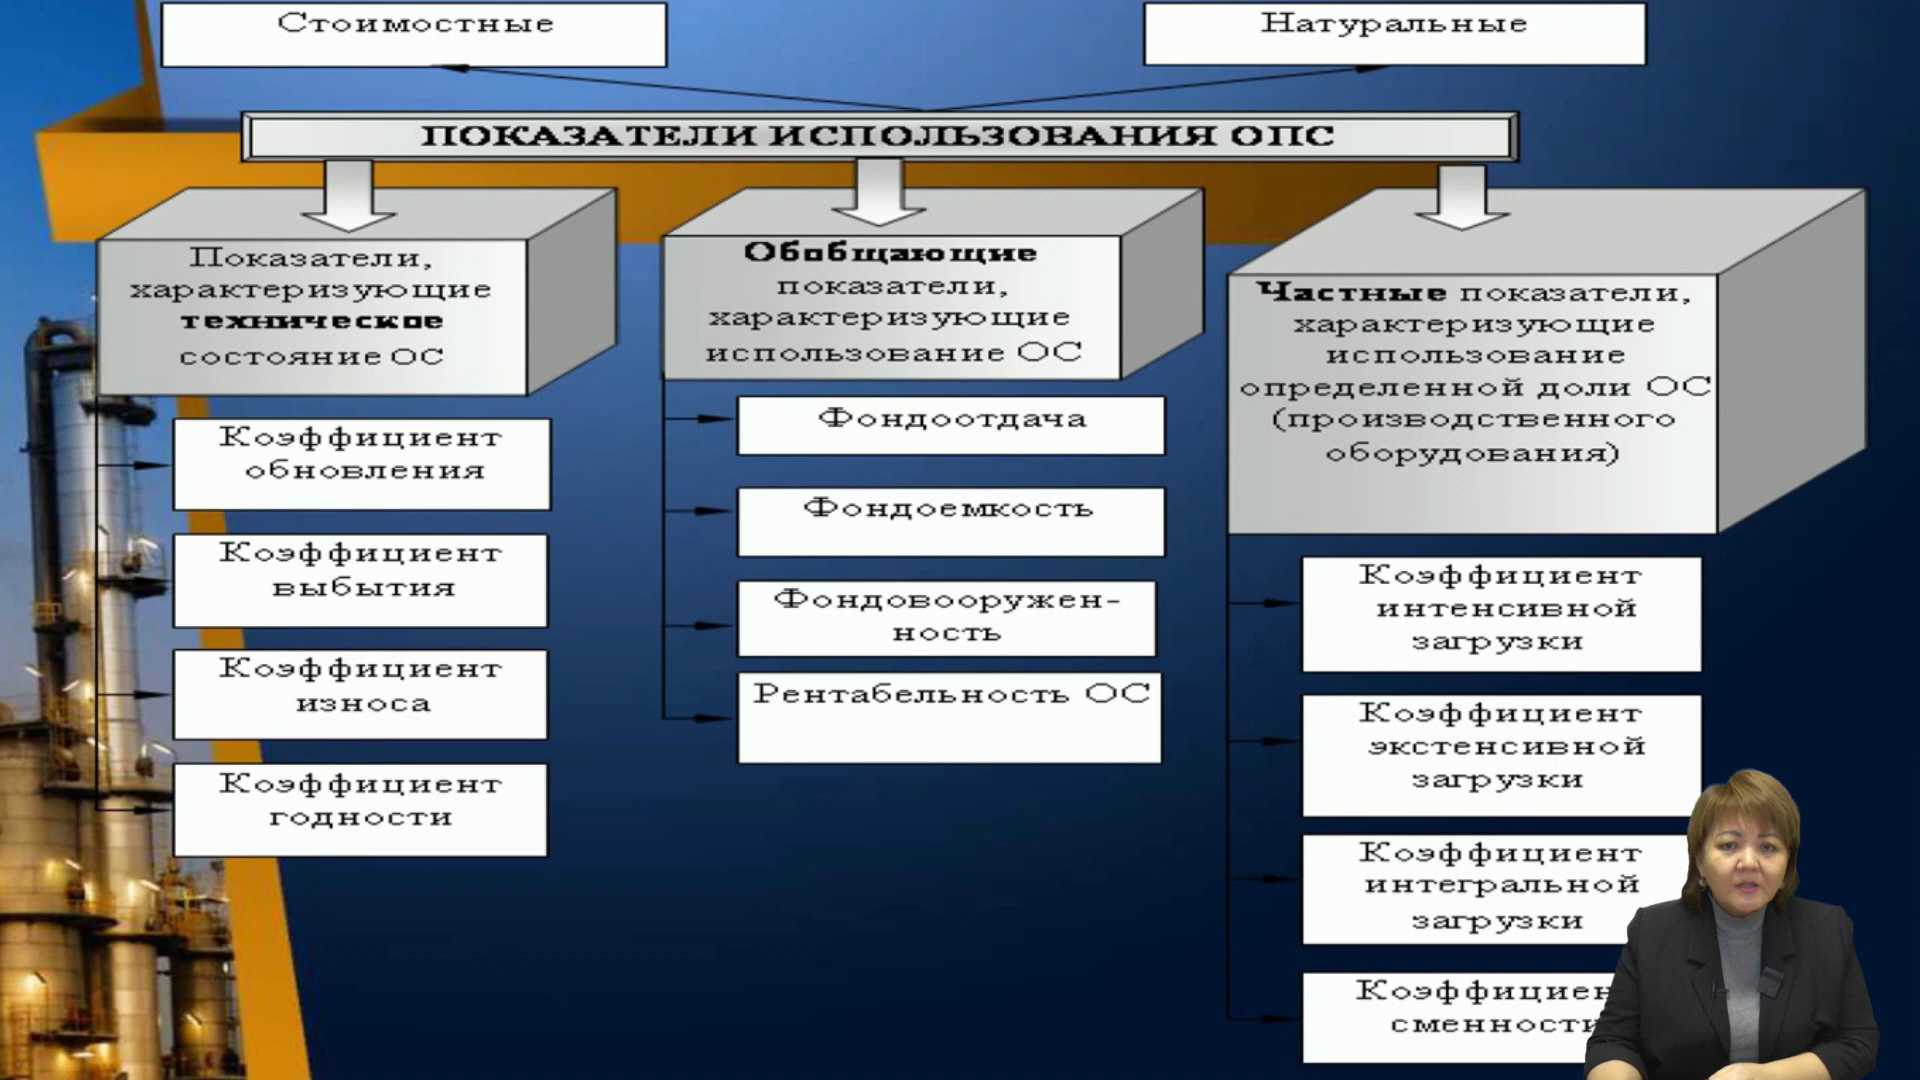 Стоимостные
Натуральные
ПОКАЗАТЕЛИ ИСПОЛЬЗОВАНИЯ ОПС
Показатели,
характеризующие
техническое
состояние ОС
Коэффициент
обновления
Коэффициент
выбытия
Коэффициент
износа
Коэффициент
годности
Обобщающие
показатели,
характеризующие
использование ОС
Фондоотдача
Фондоемкость
Фондовооружен-
ность
Рентабельность ОС
Частные показатели,
характеризующие
использование
определенной доли ОС
(производственного
оборудования)
Коэффициент
интенсивной
загрузки
Коэффициент
экстенсивной
загрузки
Коэффициент
интегральной
загрузки
Коэффициен
сменности